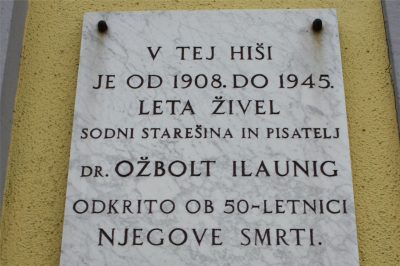 V TEJ HIŠI
JE OD 1908. DO 1945.
LETA ŽIVEL
SODNI STAREŠINA IN PISATELJ
DR. OŽBOLT ILAUNIG
ODKRITO OB 50-LETNICI
NJEGOVE SMRTI.